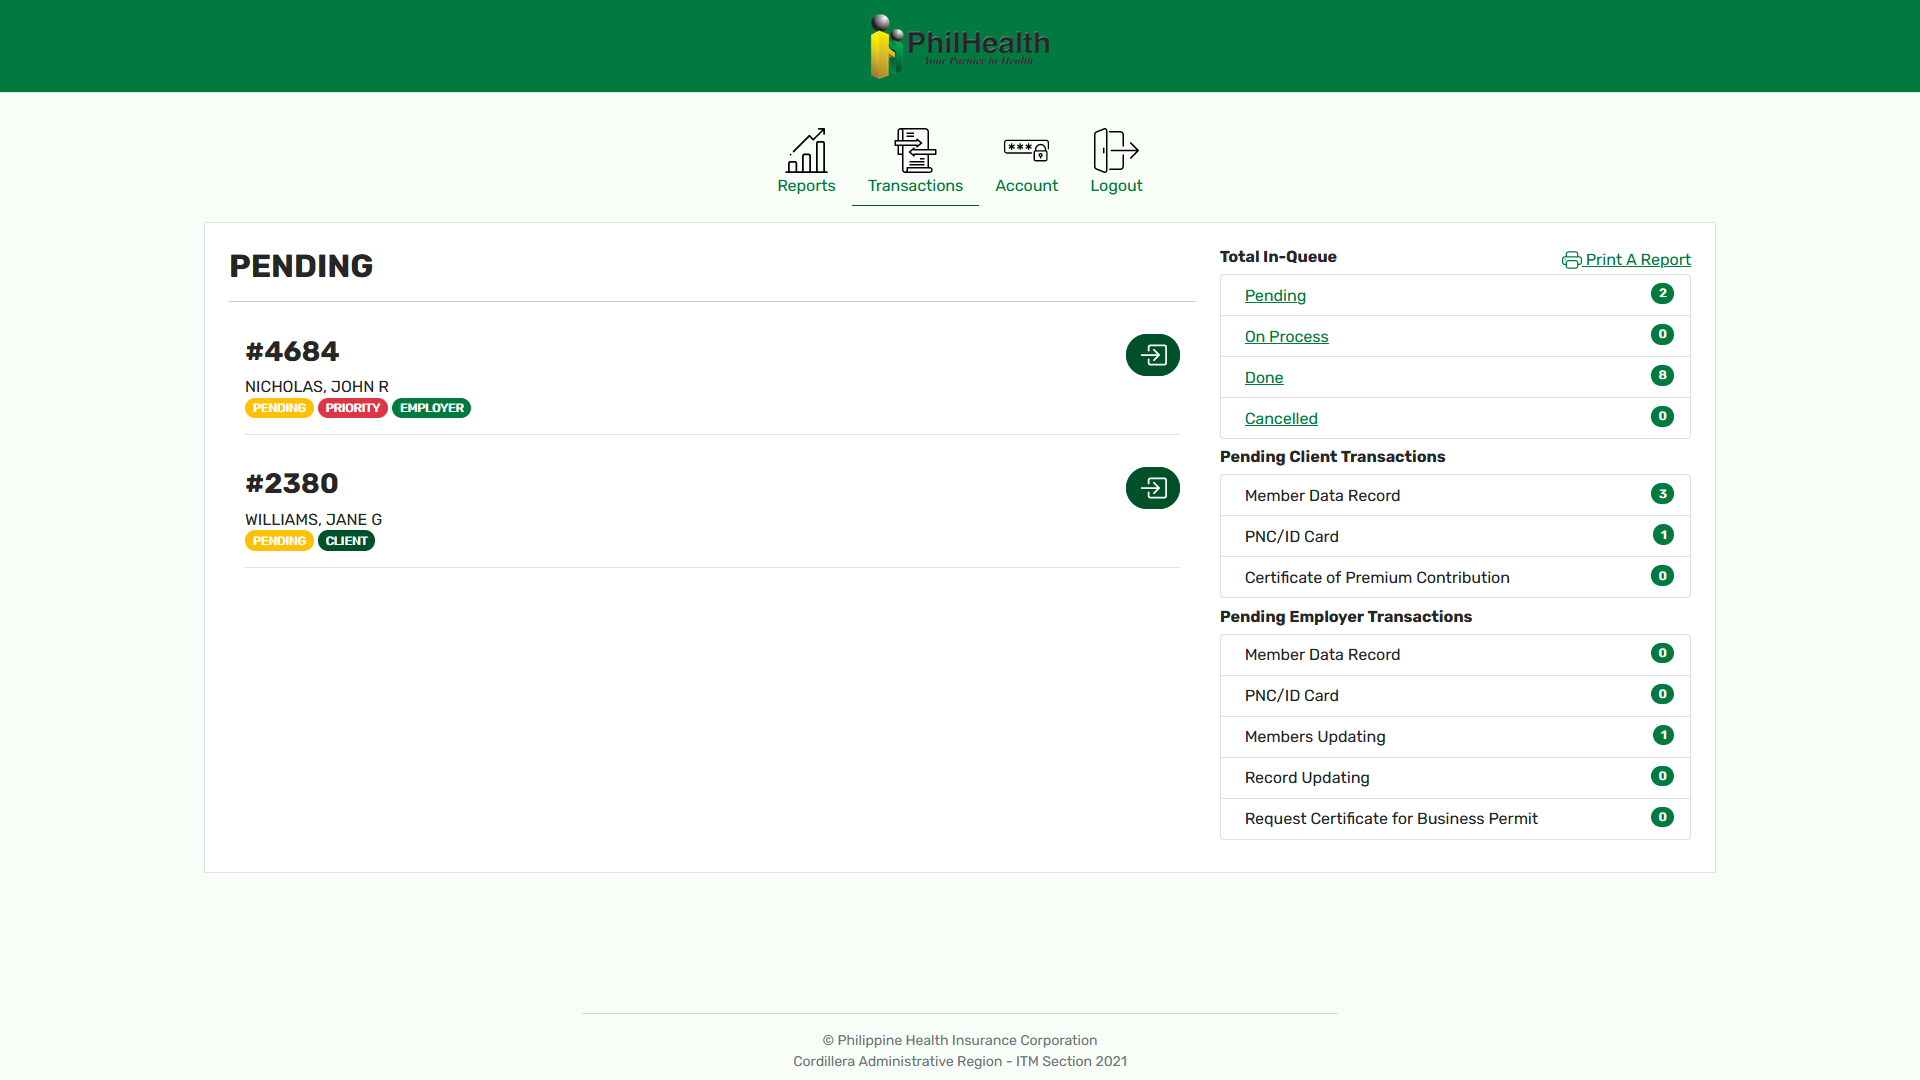 PhilHealth
Your Partner in Health
Reports
Transactions
***
Account
Logout
PENDING
#4684
NICHOLAS, JOHN R
PENDING PRIORITY EMPLOYER
#2380
WILLIAMS, JANE G
PENDING CLIENT
Total In-Queue
Print A Report
Pending 2
On Process 0
Done 8
Cancelled 0
Pending Client Transactions
Member Data Record 3
PNC/ID Card 1
Certificate of Premium Contribution 0
Pending Employer Transactions
Member Data Record 0
PNC/ID Card 0
Members Updating 1
Record Updating 0
Request Certificate for Business Permit 0
© Philippine Health Insurance Corporation
Cordillera Administrative Region - ITM Section 2021